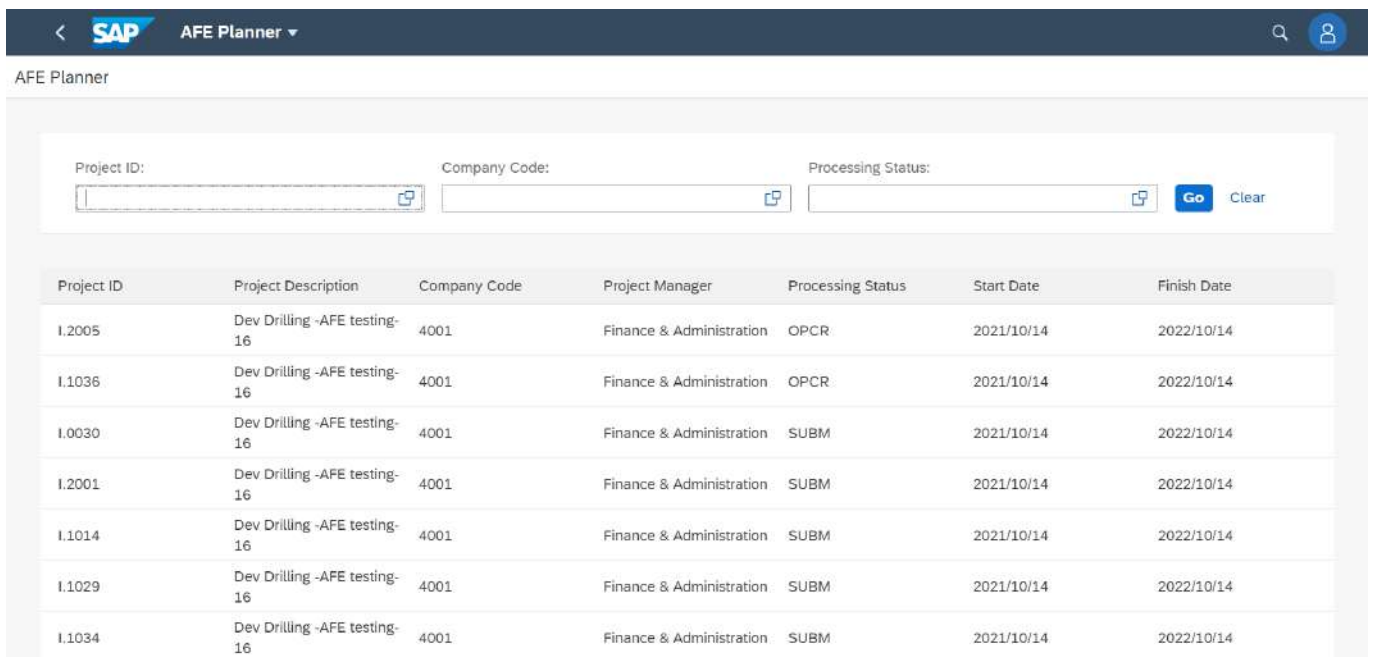 SAP AFE Planner
AFE Planner
Project ID: Company Code: Processing Status:
Go Clear
Project ID Project Description Company Code Project Manager Processing Status Start Date Finish Date
I.2005 Dev Drilling -AFE testing-16 4001 Finance & Administration OPCR 2021/10/14 2022/10/14
I.1036 Dev Drilling -AFE testing-16 4001 Finance & Administration OPCR 2021/10/14 2022/10/14
I.0030 Dev Drilling -AFE testing-16 4001 Finance & Administration SUBM 2021/10/14 2022/10/14
I.2001 Dev Drilling -AFE testing-16 4001 Finance & Administration SUBM 2021/10/14 2022/10/14
I.1014 Dev Drilling -AFE testing-16 4001 Finance & Administration SUBM 2021/10/14 2022/10/14
I.1029 Dev Drilling -AFE testing-16 4001 Finance & Administration SUBM 2021/10/14 2022/10/14
I.1034 Dev Drilling -AFE testing-16 4001 Finance & Administration SUBM 2021/10/14 2022/10/14